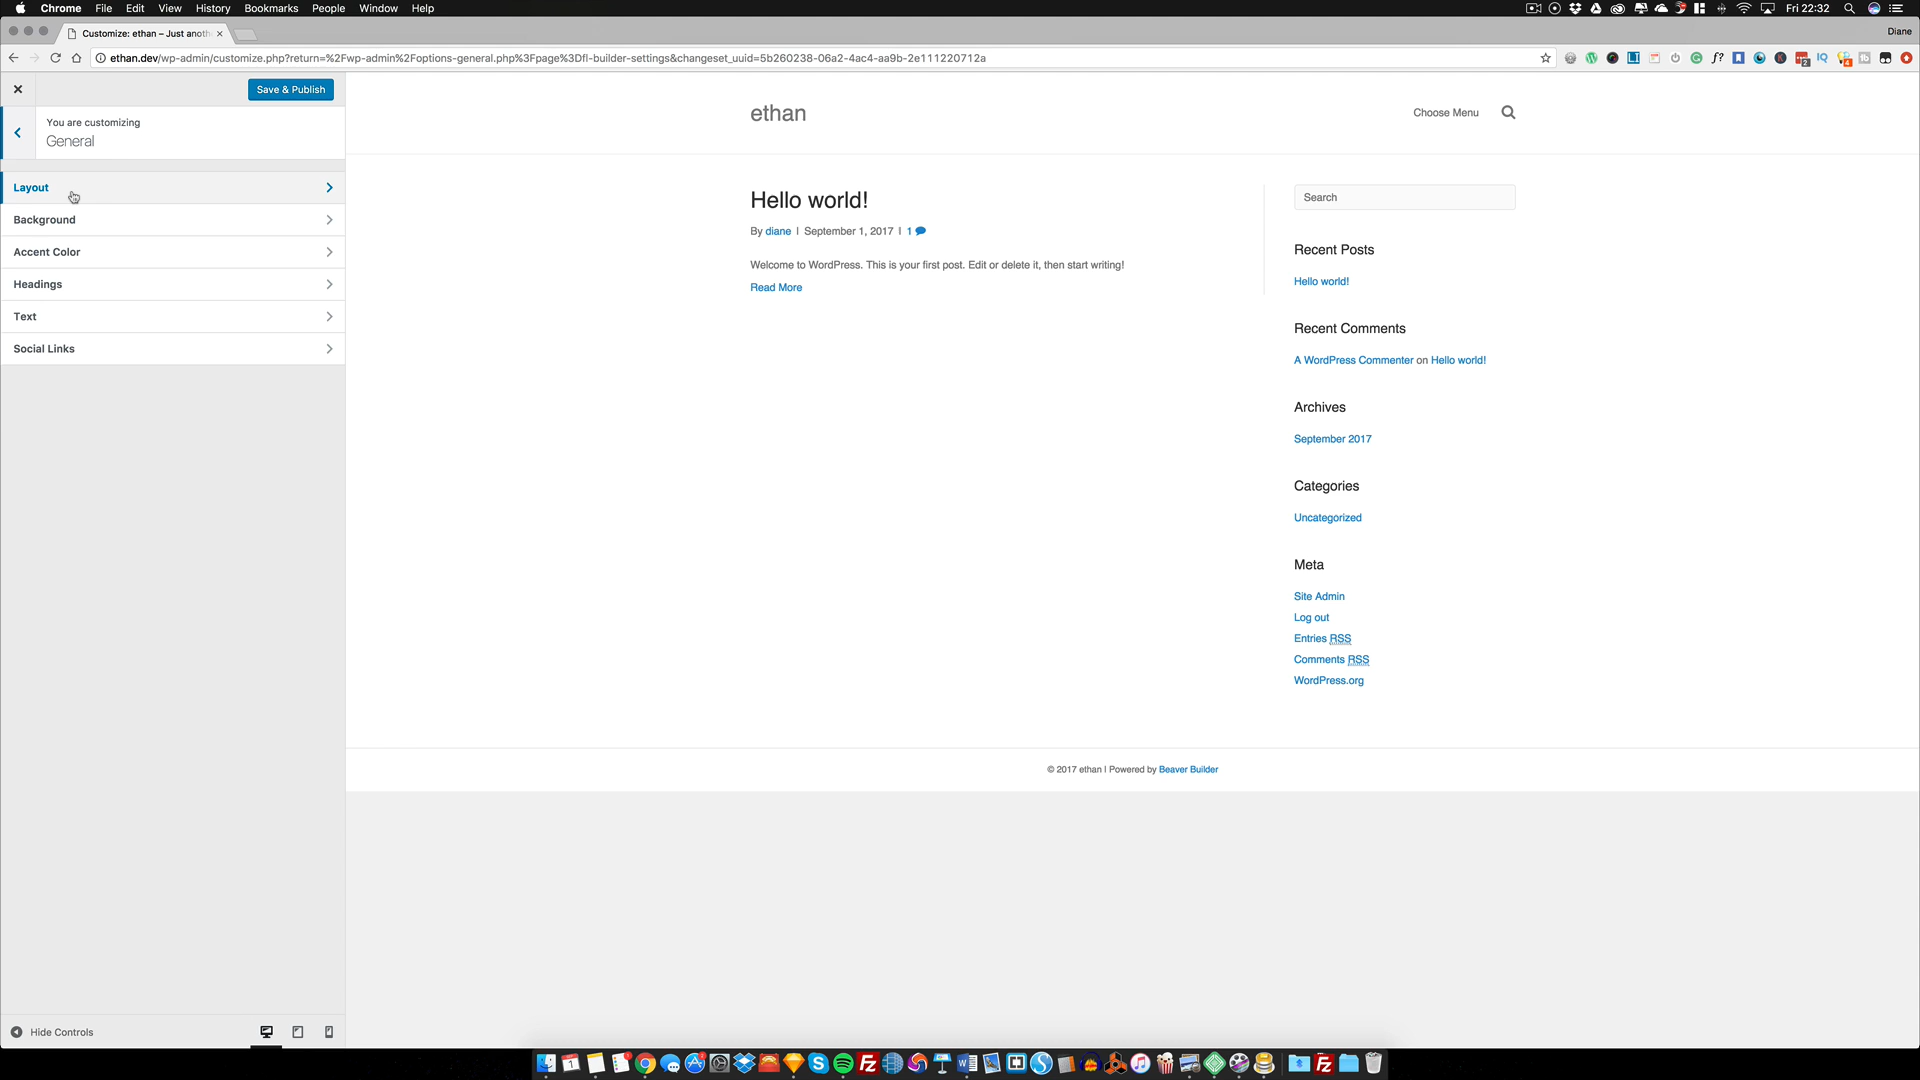 Chrome File Edit View History Bookmarks People Window Help Fri 22:32
Customize: ethan – Just anoth × Diane
ethan.dev/wp-admin/customize.php?return=%2Fwp-admin%2Foptions-general.php%3Fpage%3Dfl-builder-settings&changeset_uuid=5b260238-06a2-4ac4-aa9b-2e111220712a
Save & Publish
You are customizing
General
Layout
Background
Accent Color
Headings
Text
Social Links
Hide Controls
ethan
Choose Menu
Hello world!
By diane | September 1, 2017 | 1
Welcome to WordPress. This is your first post. Edit or delete it, then start writing!
Read More
Search
Recent Posts
Hello world!
Recent Comments
A WordPress Commenter on Hello world!
Archives
September 2017
Categories
Uncategorized
Meta
Site Admin
Log out
Entries RSS
Comments RSS
WordPress.org
© 2017 ethan | Powered by Beaver Builder